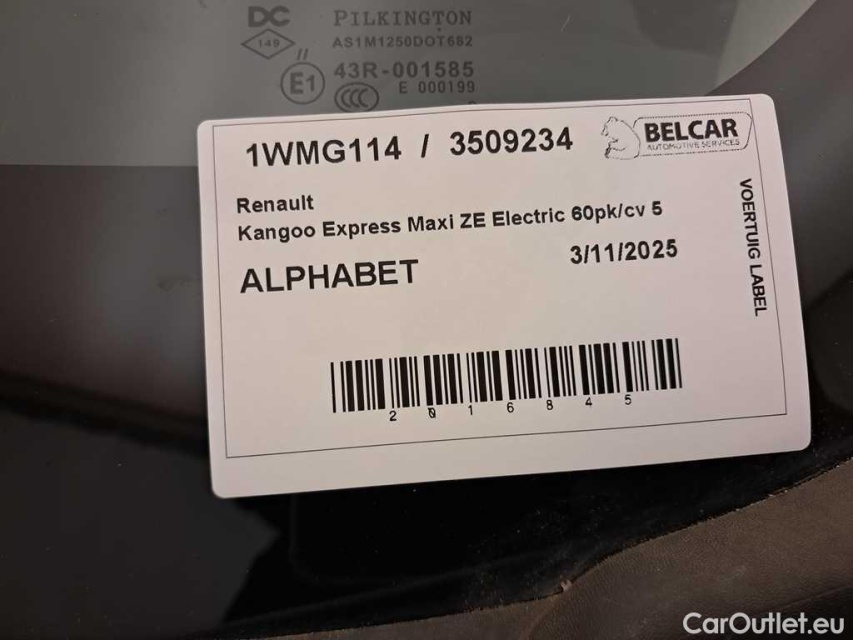 DC PILKINGTON
149 // AS1M1250DOT682
E1 43R-001585
CCC E 000199
1WMG114 / 3509234
BELCAR
AUTOMOTIVE SERVICES
Renault
Kangoo Express Maxi ZE Electric 60pk/cv 5
ALPHABET
3/11/2025
VOERTUIG LABEL
2016845
CarOutlet.eu